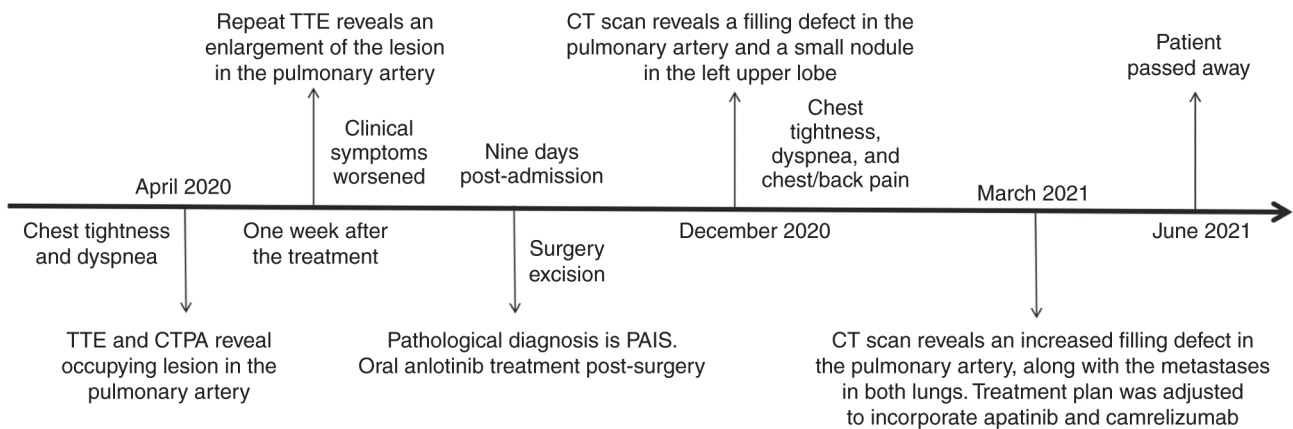 Repeat TTE reveals an
enlargement of the lesion
in the pulmonary artery
CT scan reveals a filling defect in the
pulmonary artery and a small nodule
in the left upper lobe
Patient
passed away
Clinical
symptoms
worsened
Nine days
post-admission
Chest
tightness,
dyspnea, and
chest/back pain
April 2020
March 2021
Chest tightness
and dyspnea
One week after
the treatment
Surgery
excision
December 2020
June 2021
TTE and CTPA reveal
occupying lesion in the
pulmonary artery
Pathological diagnosis is PAIS.
Oral anlotinib treatment post-surgery
CT scan reveals an increased filling defect in
the pulmonary artery, along with the metastases
in both lungs. Treatment plan was adjusted
to incorporate apatinib and camrelizumab